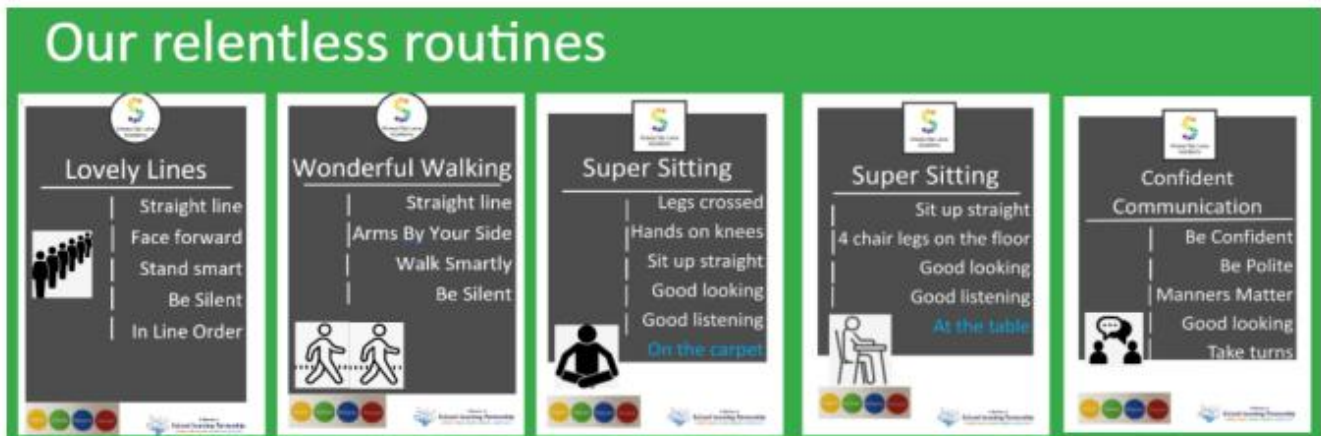 Our relentless routines
Lovely Lines
Straight line
Face forward
Stand smart
Be Silent
In Line Order
Wonderful Walking
Straight line
Arms By Your Side
Walk Smartly
Be Silent
Super Sitting
Legs crossed
Hands on knees
Sit up straight
Good looking
Good listening
On the carpet
Super Sitting
Sit up straight
4 chair legs on the floor
Good looking
Good listening
At the table
Confident
Communication
Be Confident
Be Polite
Manners Matter
Good looking
Take turns